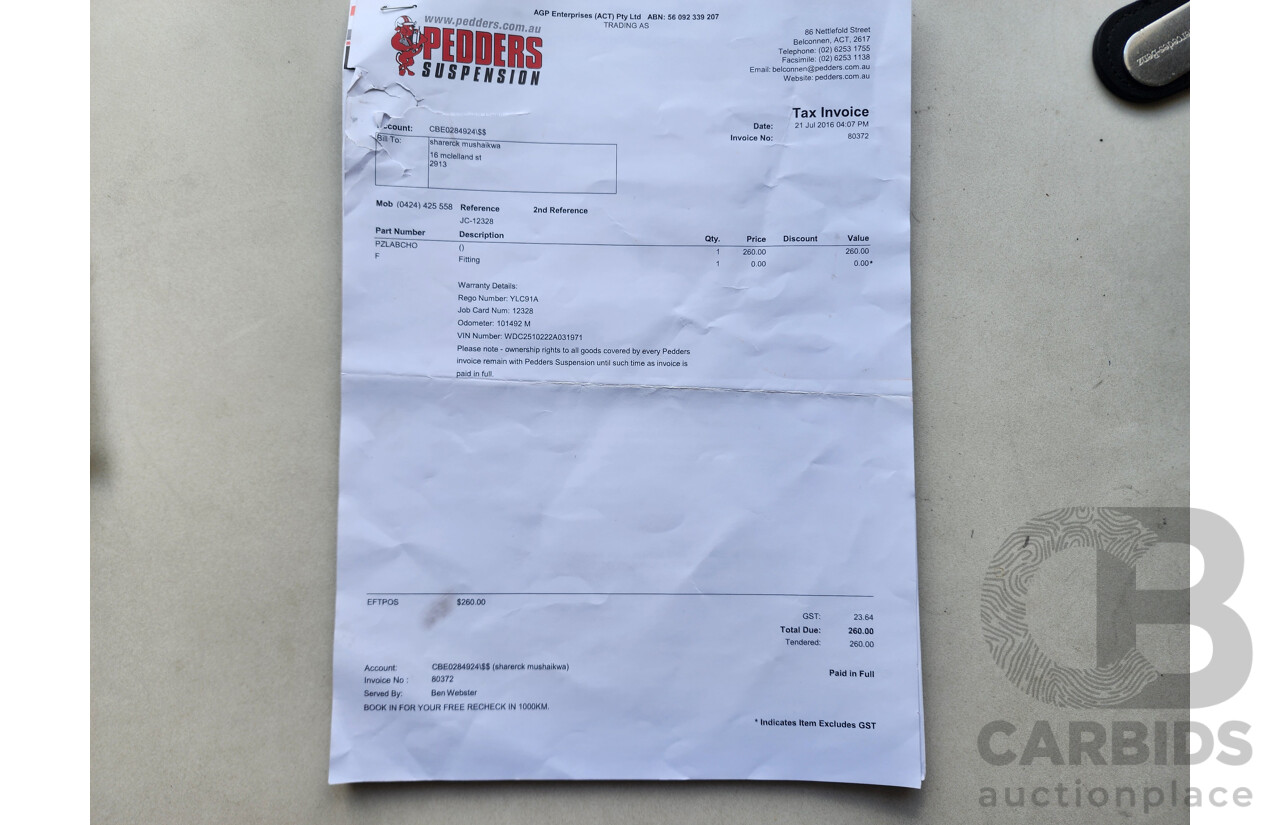 www.pedders.com.au
PEDDERS
SUSPENSION
AGP Enterprises (ACT) Pty Ltd ABN: 56 092 339 207
TRADING AS
86 Nettlefold Street
Belconnen, ACT, 2617
Telephone: (02) 6253 1755
Facsimile: (02) 6253 1138
Email: belconnen@pedders.com.au
Website: pedders.com.au
Tax Invoice
Date: 21 Jul 2016 04:07 PM
Invoice No: 80372
ccount: CBE0284924\$$
Bill To: sharerck mushaikwa
16 mclelland st
2913
Mob (0424) 425 558 Reference 2nd Reference
JC-12328
Part Number Description Qty. Price Discount Value
PZLABCHO () 1 260.00 260.00
F Fitting 1 0.00 0.00*
Warranty Details:
Rego Number: YLC91A
Job Card Num: 12328
Odometer: 101492 M
VIN Number: WDC2510222A031971
Please note - ownership rights to all goods covered by every Pedders
invoice remain with Pedders Suspension until such time as invoice is
paid in full.
EFTPOS $260.00
GST: 23.64
Total Due: 260.00
Tendered: 260.00
Account: CBE0284924\$$ (sharerck mushaikwa)
Invoice No : 80372
Served By: Ben Webster
Paid in Full
BOOK IN FOR YOUR FREE RECHECK IN 1000KM.
* Indicates Item Excludes GST
CB
CARBIDS
auctionplace